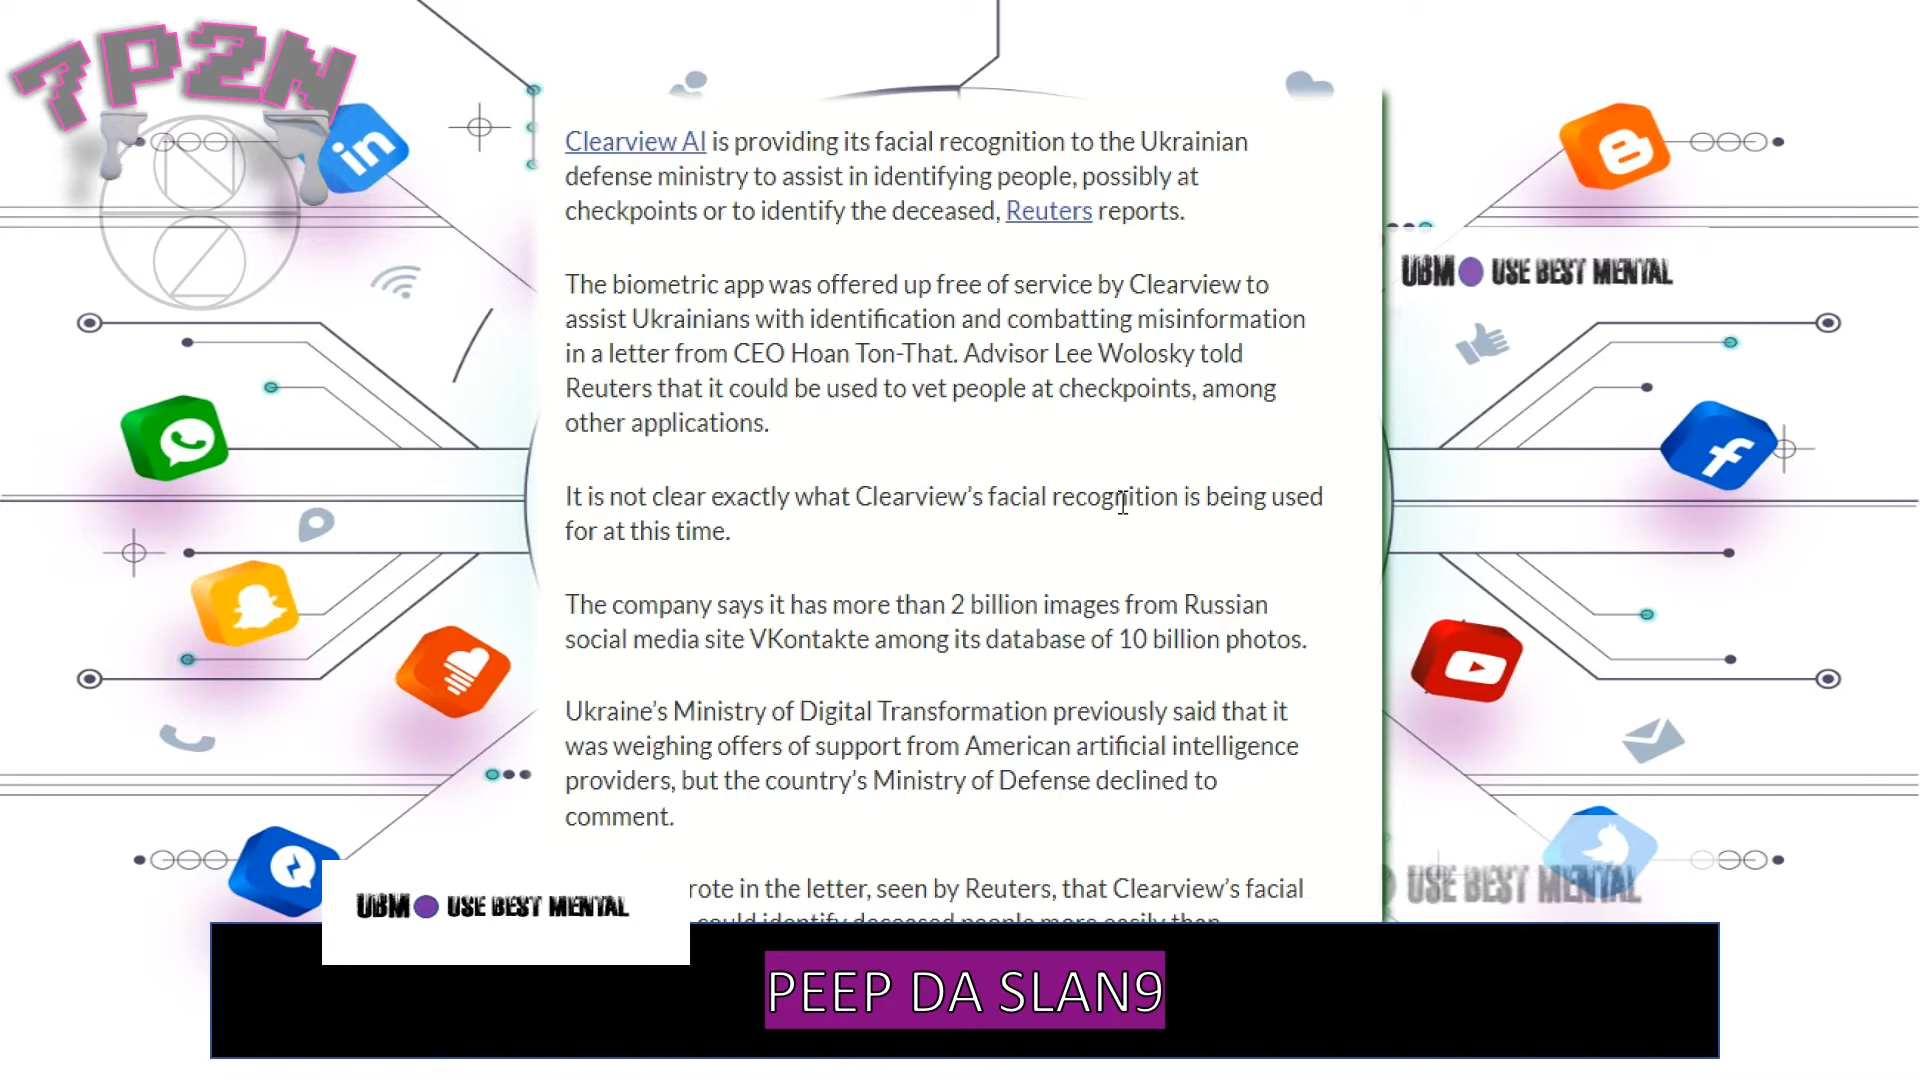 7P2N
in
Clearview AI is providing its facial recognition to the Ukrainian
defense ministry to assist in identifying people, possibly at
checkpoints or to identify the deceased, Reuters reports.
UBM USE BEST MENTAL
The biometric app was offered up free of service by Clearview to
assist Ukrainians with identification and combatting misinformation
in a letter from CEO Hoan Ton-That. Advisor Lee Wolosky told
Reuters that it could be used to vet people at checkpoints, among
other applications.
It is not clear exactly what Clearview’s facial recognition is being used
for at this time.
The company says it has more than 2 billion images from Russian
social media site VKontakte among its database of 10 billion photos.
Ukraine’s Ministry of Digital Transformation previously said that it
was weighing offers of support from American artificial intelligence
providers, but the country’s Ministry of Defense declined to
comment.
rote in the letter, seen by Reuters, that Clearview’s facial
could identify deceased people more easily than
USE BEST MENTAL
UBM USE BEST MENTAL
PEEP DA SLAN9